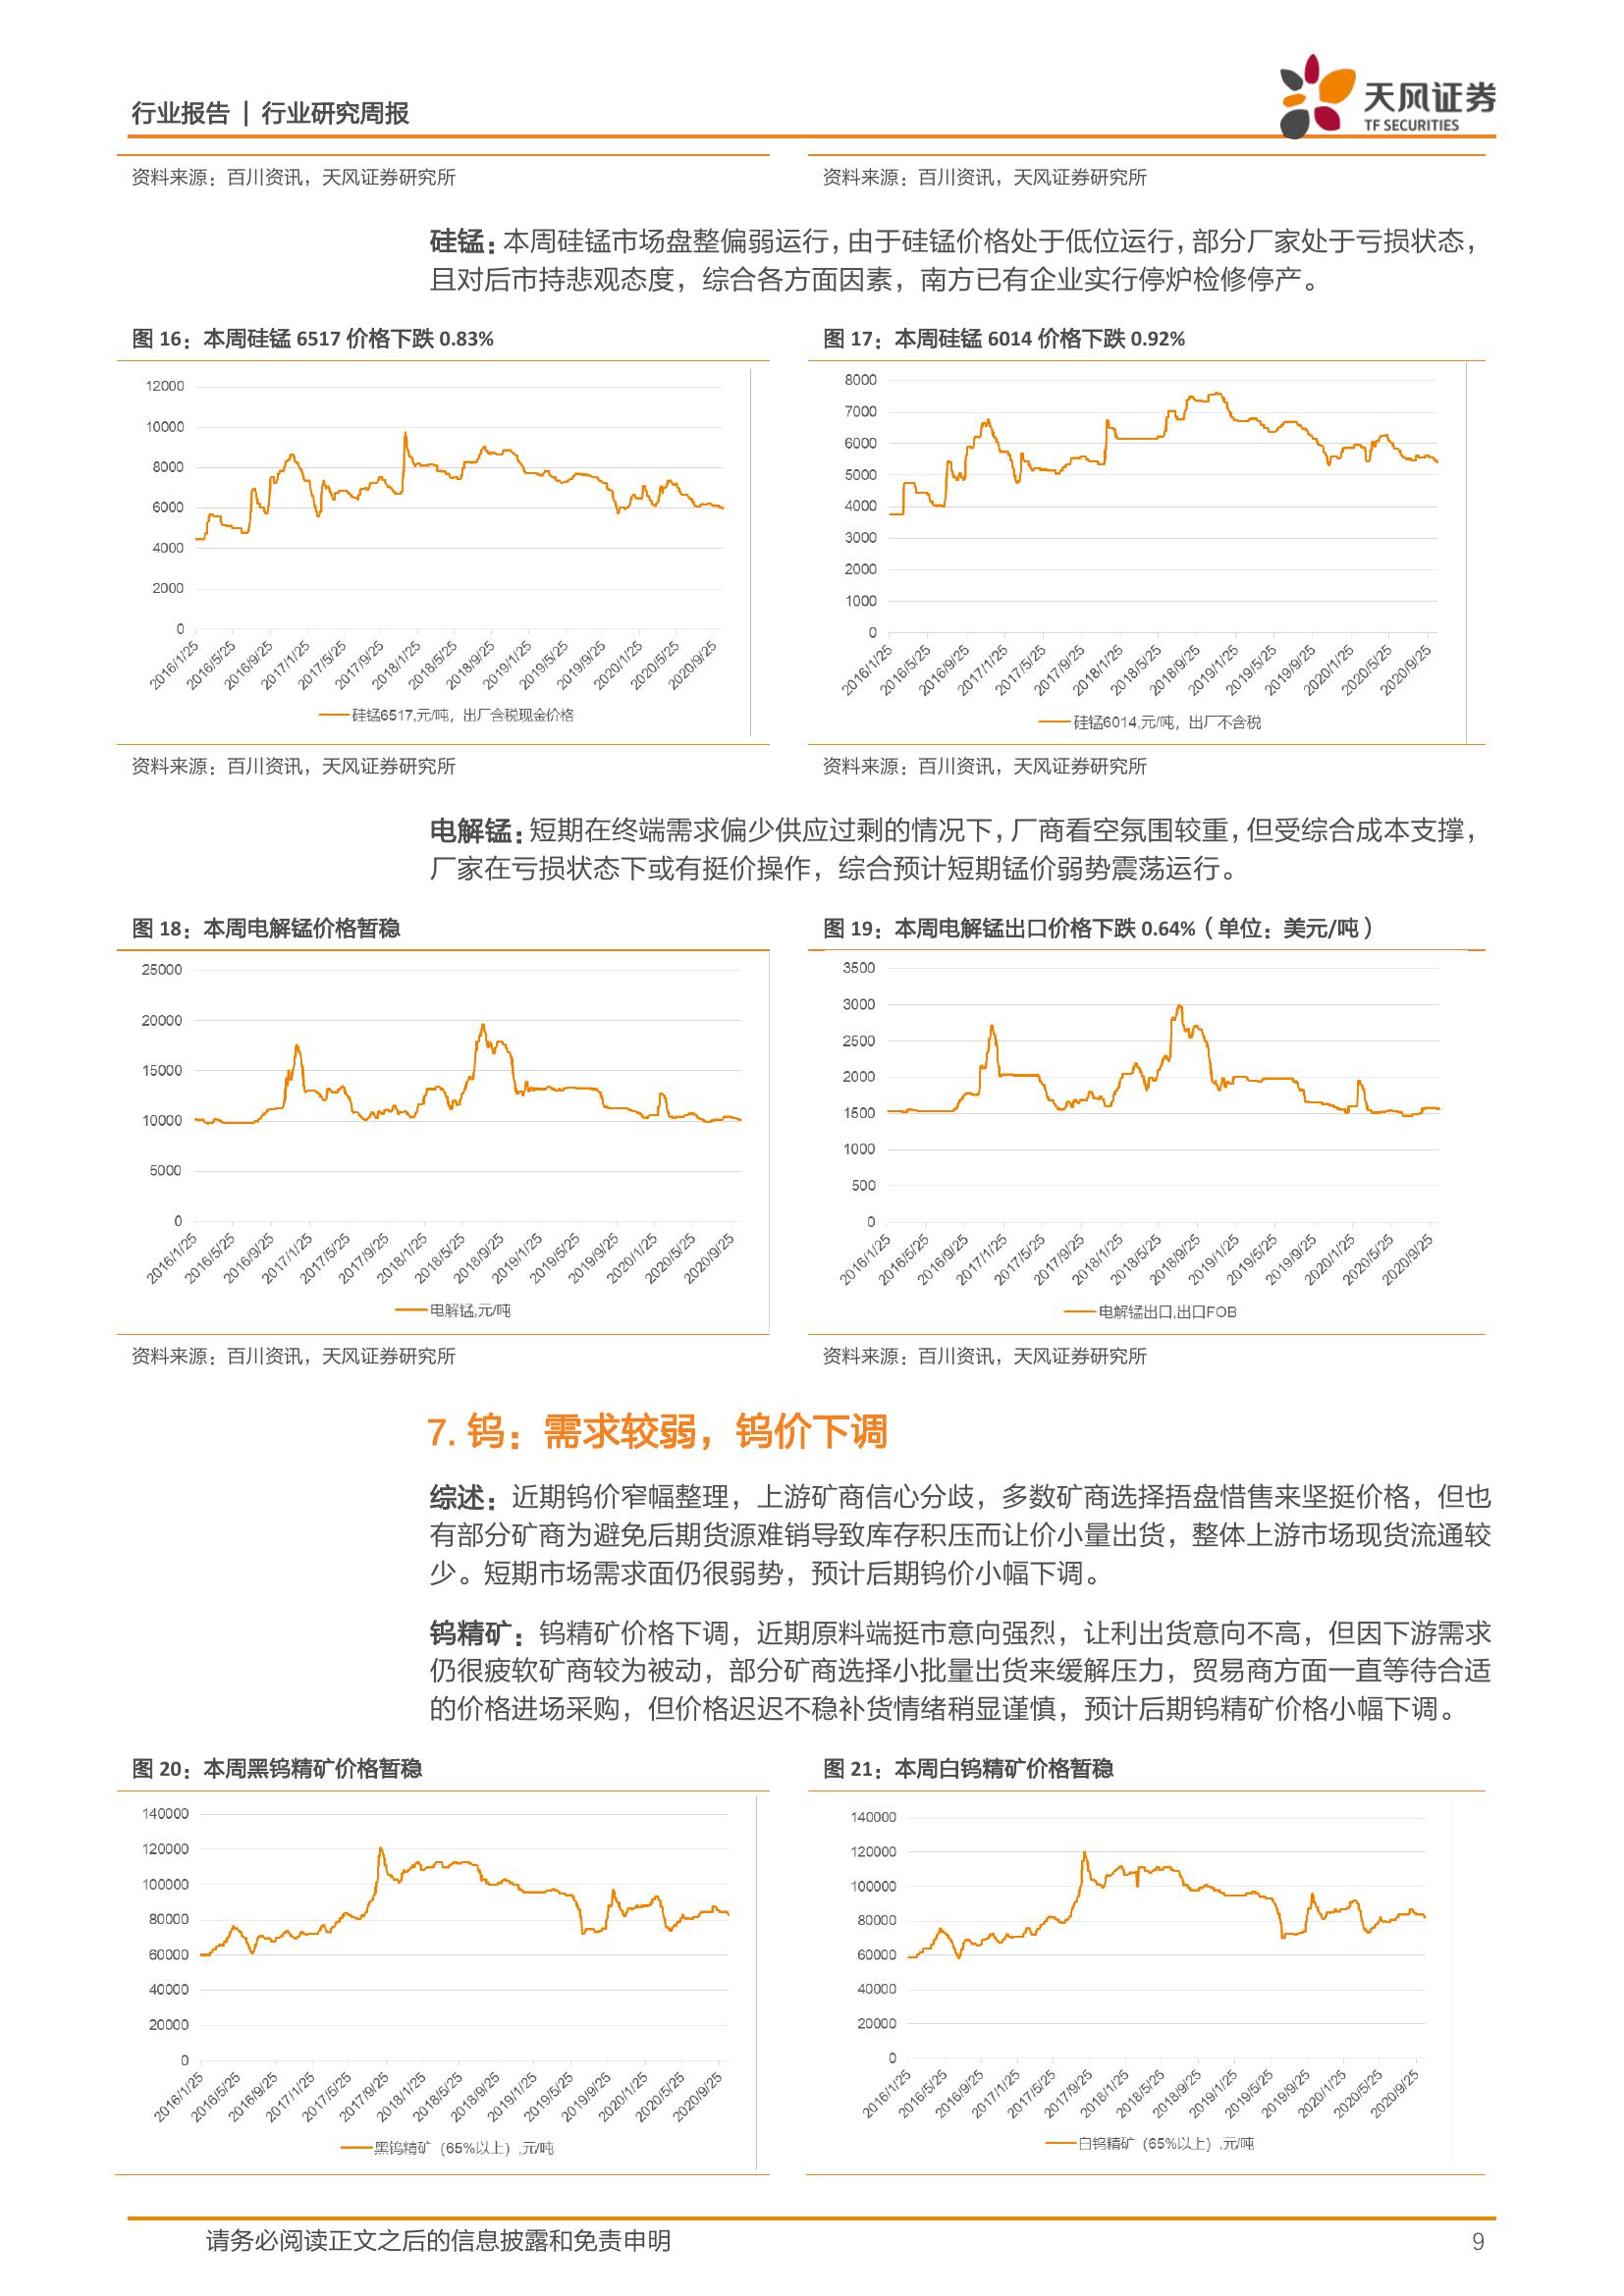 行业报告 | 行业研究周报
天风证券
TF SECURITIES
资料来源：百川资讯，天风证券研究所
资料来源：百川资讯，天风证券研究所
硅锰：本周硅锰市场盘整偏弱运行，由于硅锰价格处于低位运行，部分厂家处于亏损状态，
且对后市持悲观态度，综合各方面因素，南方已有企业实行停炉检修停产。
图 16：本周硅锰 6517 价格下跌 0.83%
12000
10000
8000
6000
4000
2000
0
2016/1/25 2016/5/25 2016/9/25 2017/1/25 2017/5/25 2017/9/25 2018/1/25 2018/5/25 2018/9/25 2019/1/25 2019/5/25 2019/9/25 2020/1/25 2020/5/25 2020/9/25
硅锰6517,元/吨，出厂含税现金价格
资料来源：百川资讯，天风证券研究所
图 17：本周硅锰 6014 价格下跌 0.92%
8000
7000
6000
5000
4000
3000
2000
1000
0
2016/1/25 2016/5/25 2016/9/25 2017/1/25 2017/5/25 2017/9/25 2018/1/25 2018/5/25 2018/9/25 2019/1/25 2019/5/25 2019/9/25 2020/1/25 2020/5/25 2020/9/25
硅锰6014,元/吨，出厂不含税
资料来源：百川资讯，天风证券研究所
电解锰：短期在终端需求偏少供应过剩的情况下，厂商看空氛围较重，但受综合成本支撑，
厂家在亏损状态下或有挺价操作，综合预计短期锰价弱势震荡运行。
图 18：本周电解锰价格暂稳
25000
20000
15000
10000
5000
0
2016/1/25 2016/5/25 2016/9/25 2017/1/25 2017/5/25 2017/9/25 2018/1/25 2018/5/25 2018/9/25 2019/1/25 2019/5/25 2019/9/25 2020/1/25 2020/5/25 2020/9/25
电解锰,元/吨
资料来源：百川资讯，天风证券研究所
图 19：本周电解锰出口价格下跌 0.64%（单位：美元/吨）
3500
3000
2500
2000
1500
1000
500
0
2016/1/25 2016/5/25 2016/9/25 2017/1/25 2017/5/25 2017/9/25 2018/1/25 2018/5/25 2018/9/25 2019/1/25 2019/5/25 2019/9/25 2020/1/25 2020/5/25 2020/9/25
电解锰出口,出口FOB
资料来源：百川资讯，天风证券研究所
7. 钨：需求较弱，钨价下调
综述：近期钨价窄幅整理，上游矿商信心分歧，多数矿商选择捂盘惜售来坚挺价格，但也
有部分矿商为避免后期货源难销导致库存积压而让价小量出货，整体上游市场现货流通较
少。短期市场需求面仍很弱势，预计后期钨价小幅下调。
钨精矿：钨精矿价格下调，近期原料端挺市意向强烈，让利出货意向不高，但因下游需求
仍很疲软矿商较为被动，部分矿商选择小批量出货来缓解压力，贸易商方面一直等待合适
的价格进场采购，但价格迟迟不稳补货情绪稍显谨慎，预计后期钨精矿价格小幅下调。
图 20：本周黑钨精矿价格暂稳
140000
120000
100000
80000
60000
40000
20000
0
2016/1/25 2016/5/25 2016/9/25 2017/1/25 2017/5/25 2017/9/25 2018/1/25 2018/5/25 2018/9/25 2019/1/25 2019/5/25 2019/9/25 2020/1/25 2020/5/25 2020/9/25
黑钨精矿（65%以上）,元/吨
图 21：本周白钨精矿价格暂稳
140000
120000
100000
80000
60000
40000
20000
0
2016/1/25 2016/5/25 2016/9/25 2017/1/25 2017/5/25 2017/9/25 2018/1/25 2018/5/25 2018/9/25 2019/1/25 2019/5/25 2019/9/25 2020/1/25 2020/5/25 2020/9/25
白钨精矿（65%以上）,元/吨
请务必阅读正文之后的信息披露和免责申明
9